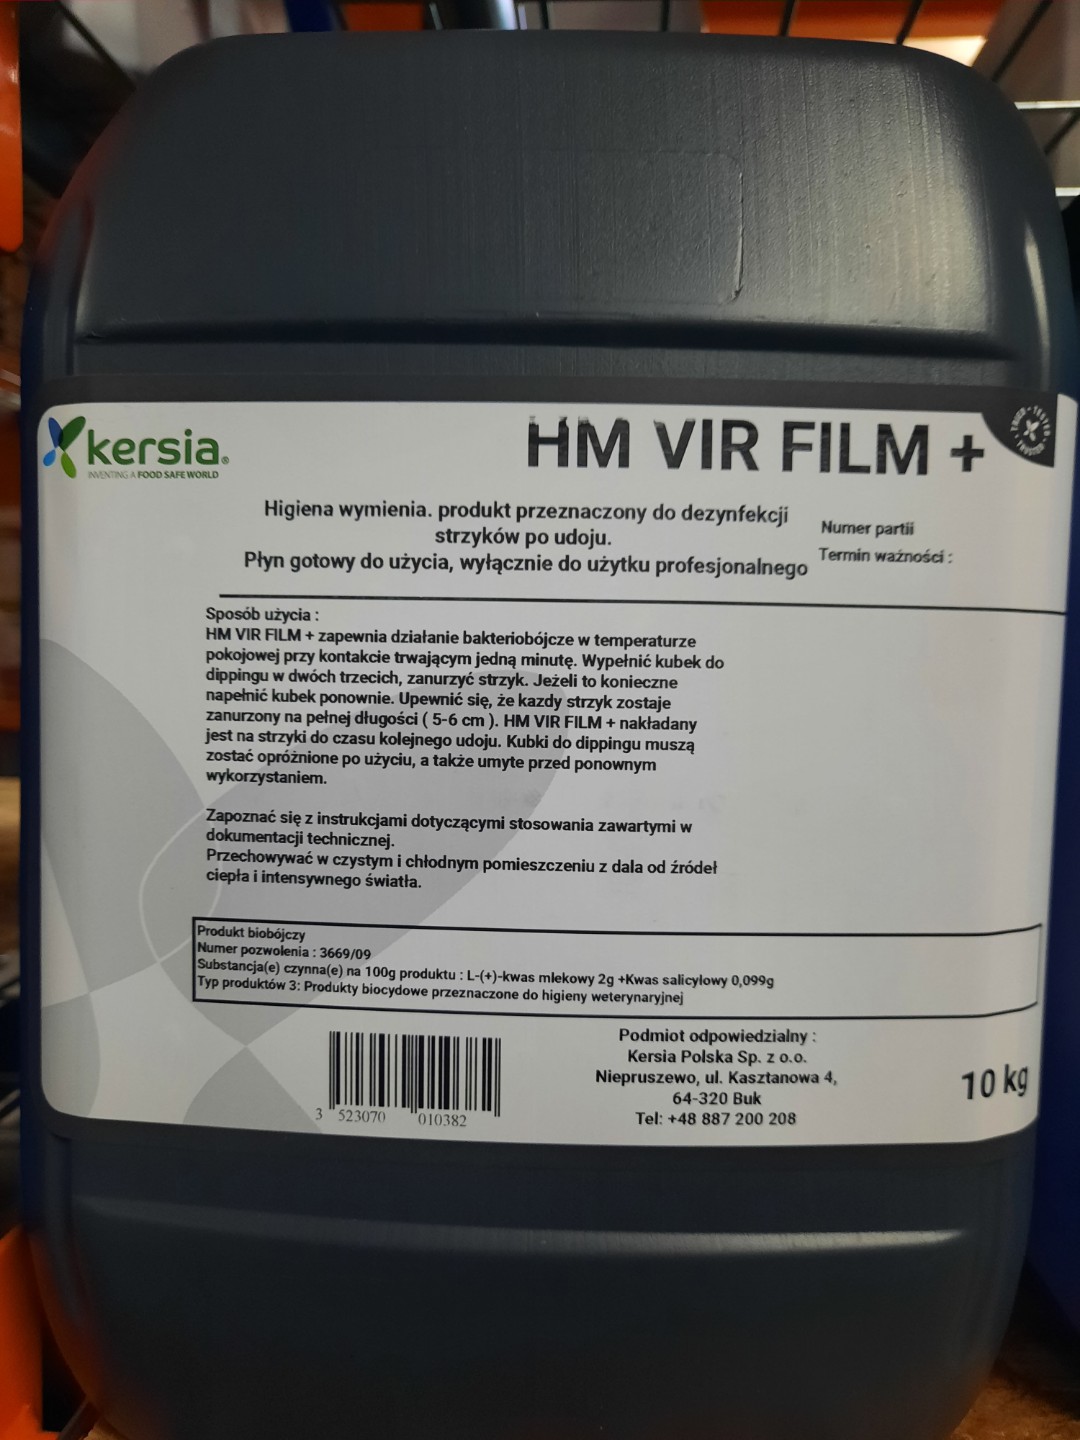 kersia®
INVENTING A FOOD SAFE WORLD
HM VIR FILM +
Higiena wymienia. produkt przeznaczony do dezynfekcji
strzyków po udoju.
Płyn gotowy do użycia, wyłącznie do użytku profesjonalnego
Numer partii
Termin ważności :
Sposób użycia :
HM VIR FILM + zapewnia działanie bakteriobójcze w temperaturze
pokojowej przy kontakcie trwającym jedną minutę. Wypełnić kubek do
dippingu w dwóch trzecich, zanurzyć strzyk. Jeżeli to konieczne
napełnić kubek ponownie. Upewnić się, że kazdy strzyk zostaje
zanurzony na pełnej długości ( 5-6 cm ). HM VIR FILM + nakładany
jest na strzyki do czasu kolejnego udoju. Kubki do dippingu muszą
zostać opróżnione po użyciu, a także umyte przed ponownym
wykorzystaniem.
Zapoznać się z instrukcjami dotyczącymi stosowania zawartymi w
dokumentacji technicznej.
Przechowywać w czystym i chłodnym pomieszczeniu z dala od źródeł
ciepła i intensywnego światła.
Produkt biobójczy
Numer pozwolenia : 3669/09
Substancja(e) czynna(e) na 100g produktu : L-(+)-kwas mlekowy 2g +Kwas salicylowy 0,099g
Typ produktów 3: Produkty biocydowe przeznaczone do higieny weterynaryjnej
3 523070 010382
Podmiot odpowiedzialny :
Kersia Polska Sp. z o.o.
Niepruszewo, ul. Kasztanowa 4,
64-320 Buk
Tel: +48 887 200 208
10 kg